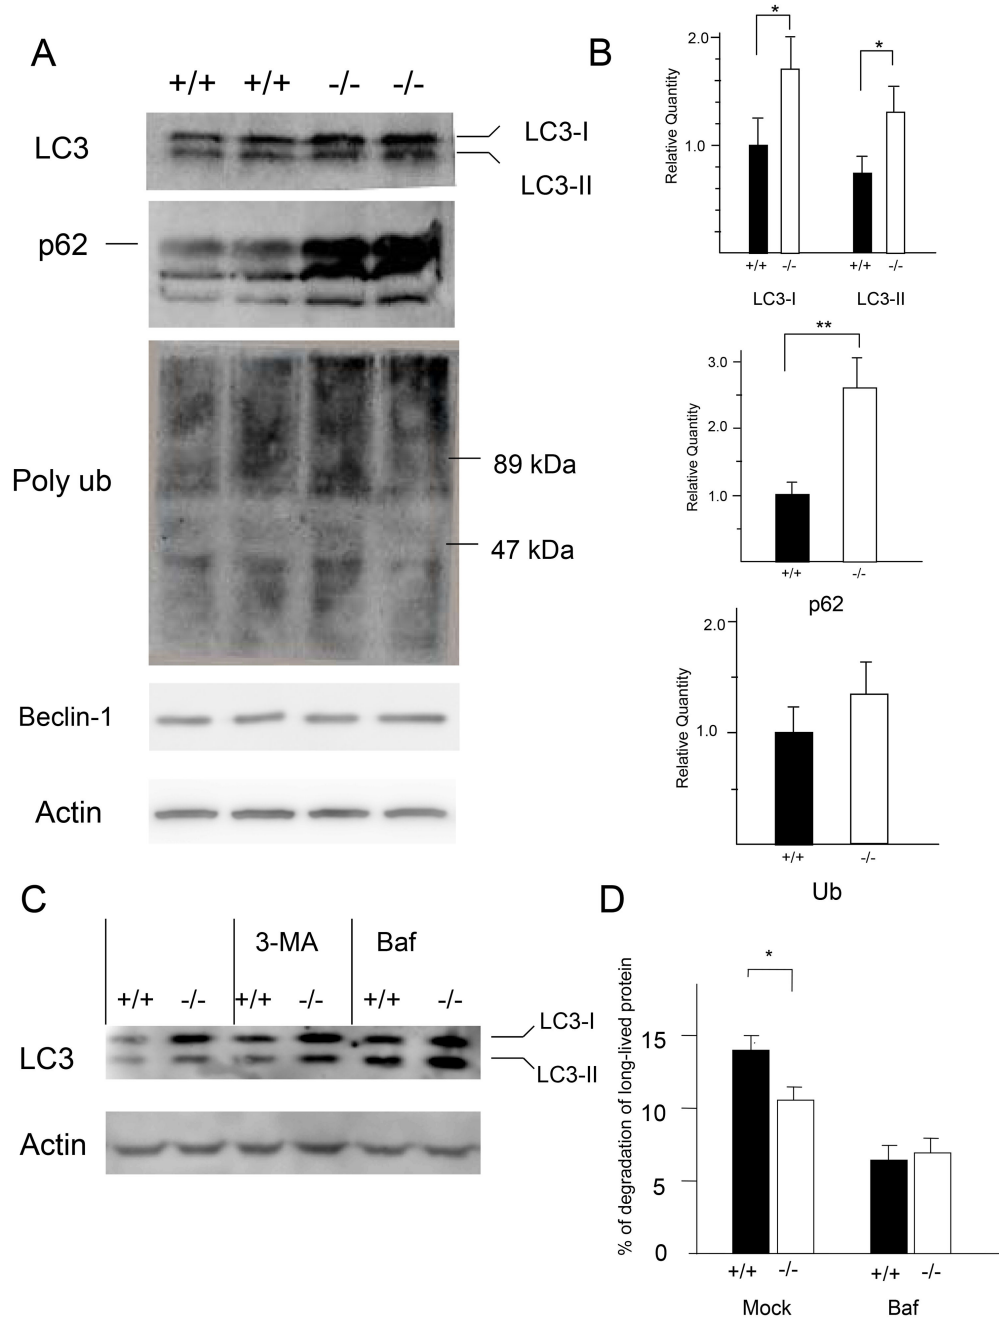 A
+/+ +/+ -/- -/-
LC3
LC3-I
LC3-II
p62
Poly ub
89 kDa
47 kDa
Beclin-1
Actin
B
Relative Quantity
2.0
1.0
*
*
+/+ -/- +/+ -/-
LC3-I LC3-II
Relative Quantity
3.0
2.0
1.0
**
+/+ -/-
p62
Relative Quantity
2.0
1.0
+/+ -/-
Ub
C
3-MA Baf
+/+ -/- +/+ -/- +/+ -/-
LC3
LC3-I
LC3-II
Actin
D
% of degradation of long-lived protein
15
10
5
0
*
+/+ -/- +/+ -/-
Mock Baf